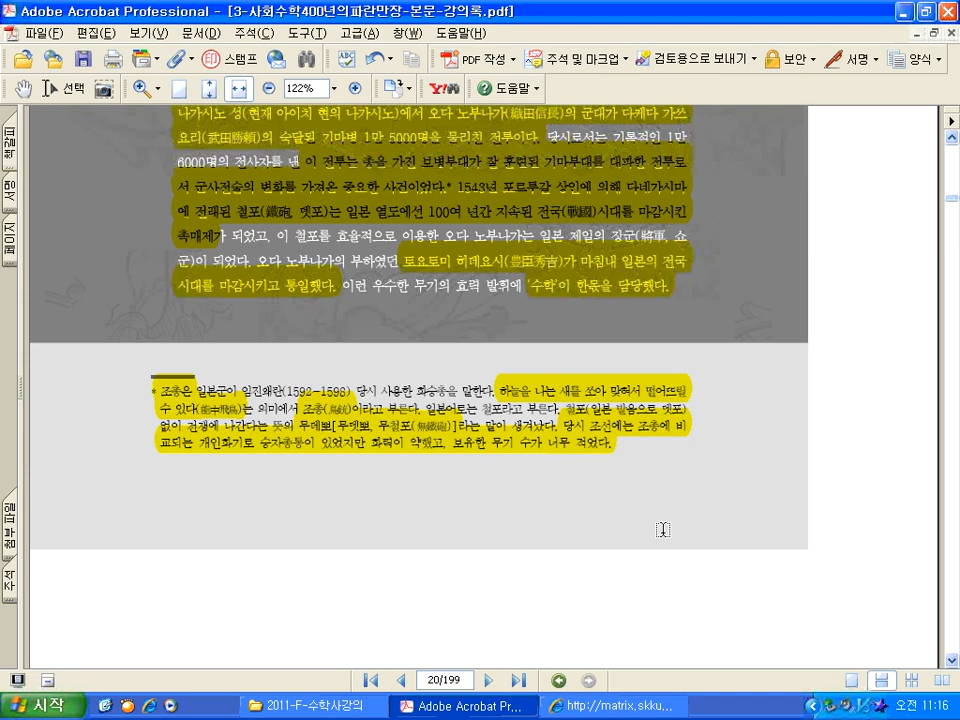 Adobe Acrobat Professional - [3-사회수학400년의파란만장-본문-강의록.pdf]
파일(F) 편집(E) 보기(V) 문서(D) 주석(C) 도구(T) 고급(A) 창(W) 도움말(H)
스탬프 PDF 작성 주석 및 마크업 검토용으로 보내기 보안 서명 양식
선택 122% Y! 도움말
책갈피
서명
페이지
첨부 파일
주석
나가시노 성(현재 아이치 현의 나가시노)에서 오다 노부나가(織田信長)의 군대가 다케다 가쓰
요리(武田勝賴)의 숙달된 기마병 1만 5000명을 물리친 전투이다. 당시로서는 기록적인 1만
6000명의 전사자를 낸 이 전투는 총을 가진 보병부대가 잘 훈련된 기마부대를 대파한 전투로
서 군사전술의 변화를 가져온 중요한 사건이었다.* 1543년 포르투갈 상인에 의해 다네가시마
에 전래된 철포(鐵砲, 뎃포)는 일본 열도에선 100여 년간 지속된 전국(戰國)시대를 마감시킨
촉매제가 되었고, 이 철포를 효율적으로 이용한 오다 노부나가는 일본 제일의 장군(將軍, 쇼
군)이 되었다. 오다 노부나가의 부하였던 토요토미 히데요시(豊臣秀吉)가 마침내 일본의 전국
시대를 마감시키고 통일했다. 이런 우수한 무기의 효력 발휘에 '수학'이 한몫을 담당했다.
* 조총은 일본군이 임진왜란(1592-1598) 당시 사용한 화승총을 말한다. 하늘을 나는 새를 쏘아 맞혀서 떨어뜨릴
수 있다(能中飛鳥)는 의미에서 조총(鳥銃)이라고 부른다. 일본어로는 철포라고 부른다. 철포(일본 발음으로 뎃포)
없이 전쟁에 나간다는 뜻의 무데뽀[무뎃뽀, 무철포(無鐵砲)]라는 말이 생겨났다. 당시 조선에는 조총에 비
교되는 개인화기로 승자총통이 있었지만 화력이 약했고, 보유한 무기 수가 너무 적었다.
20/199
시작 2011-F-수학사강의 Adobe Acrobat Pr... http://matrix.skku... 오전 11:16